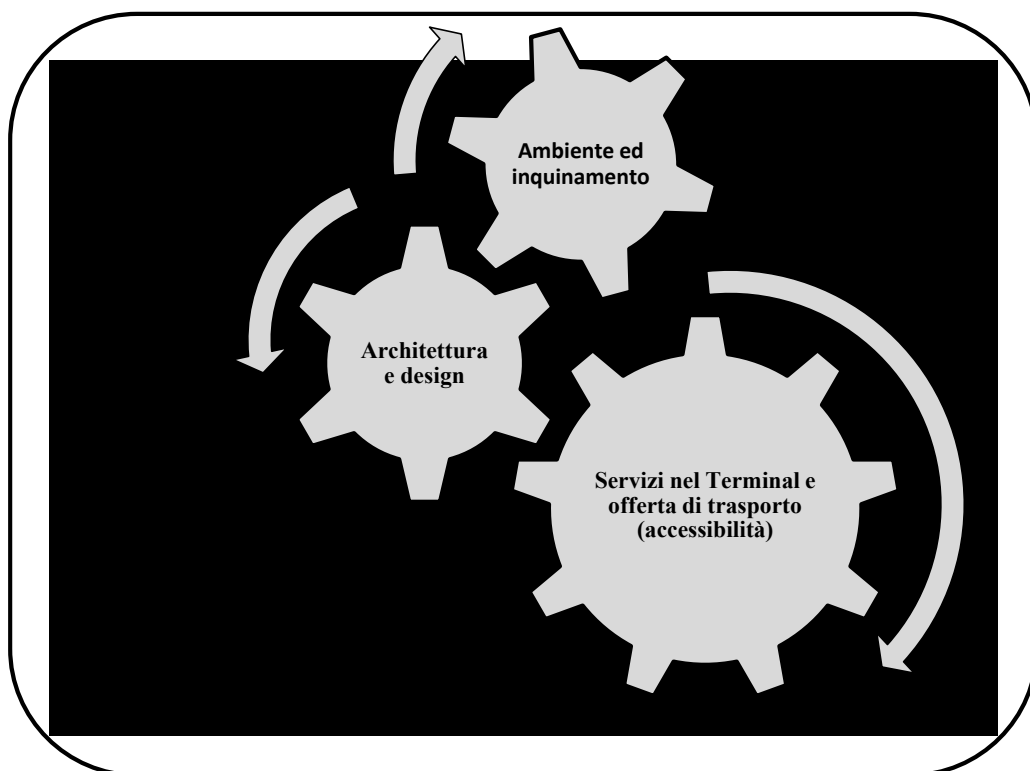 Ambiente ed
inquinamento
Architettura
e design
Servizi nel Terminal e
offerta di trasporto
(accessibilità)